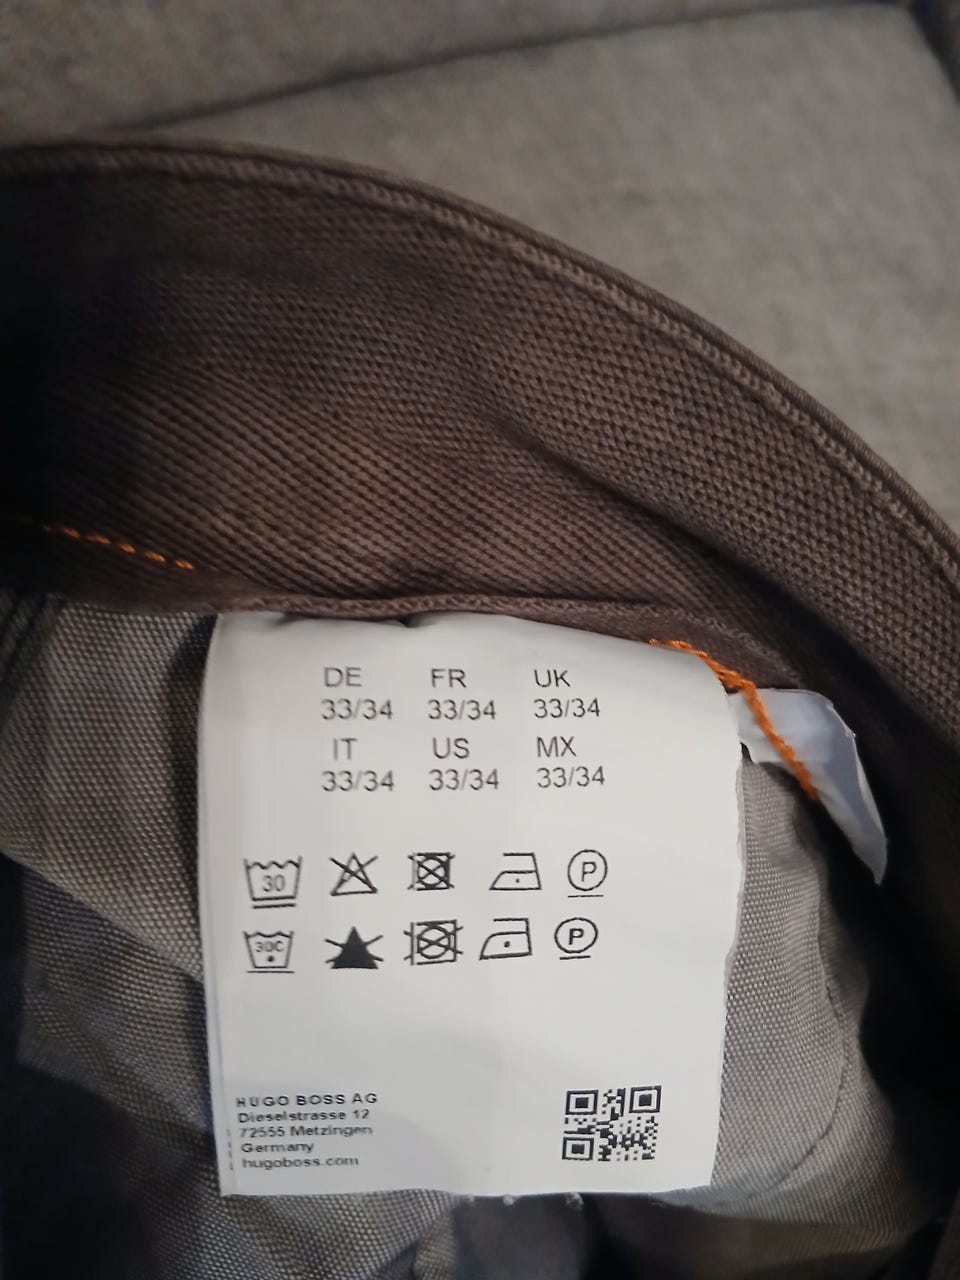 DE FR UK
33/34 33/34 33/34
IT US MX
33/34 33/34 33/34
30 P
30C P
HUGO BOSS AG
Dieselstrasse 12
72555 Metzingen
Germany
hugoboss.com